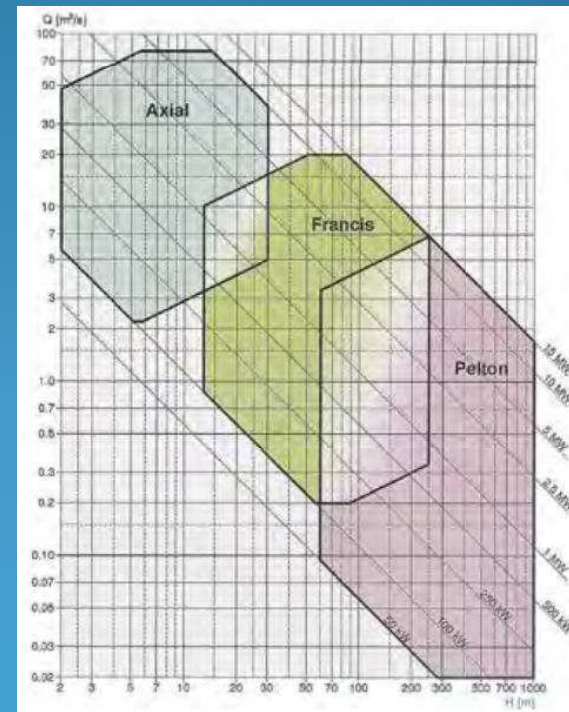 Q [m³/s]
100
70
50
30
20
10
7
5
3
2
1.0
0.7
0.5
0.3
0.2
0.10
0.07
0.05
0.03
0.02
Axial
Francis
Pelton
15 MW
10 MW
5 MW
2.5 MW
1 MW
500 kW
250 kW
100 kW
50 kW
2 3 5 7 10 20 30 50 70 100 200 300 500 700 1000
H [m]